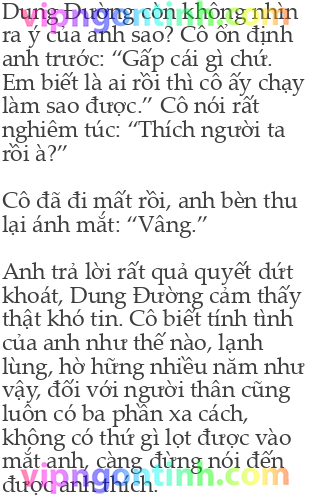 Dung Đường còn không nhìn
ra ý của anh sao? Cô ổn định
anh trước: “Gấp cái gì chứ.
Em biết là ai rồi thì cô ấy chạy
làm sao được.” Cô nói rất
nghiêm túc: “Thích người ta
rồi à?”
Cô đã đi mất rồi, anh bèn thu
lại ánh mắt: “Vâng.”
Anh trả lời rất quả quyết dứt
khoát, Dung Đường cảm thấy
thật khó tin. Cô biết tính tình
của anh như thế nào, lạnh
lùng, hờ hững nhiều năm như
vậy, đối với người thân cũng
luôn có ba phần xa cách,
không có thứ gì lọt được vào
mắt anh, càng đừng nói đến
được anh thích.
vipngontinh.com
vipngontinh.com